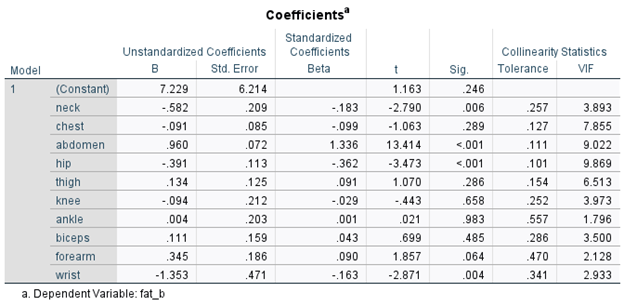 Coefficientsa
Unstandardized Coefficients Standardized Coefficients Collinearity Statistics
Model B Std. Error Beta t Sig. Tolerance VIF
1 (Constant) 7.229 6.214 1.163 .246
neck -.582 .209 -.183 -2.790 .006 .257 3.893
chest -.091 .085 -.099 -1.063 .289 .127 7.855
abdomen .960 .072 1.336 13.414 <.001 .111 9.022
hip -.391 .113 -.362 -3.473 <.001 .101 9.869
thigh .134 .125 .091 1.070 .286 .154 6.513
knee -.094 .212 -.029 -.443 .658 .252 3.973
ankle .004 .203 .001 .021 .983 .557 1.796
biceps .111 .159 .043 .699 .485 .286 3.500
forearm .345 .186 .090 1.857 .064 .470 2.128
wrist -1.353 .471 -.163 -2.871 .004 .341 2.933
a. Dependent Variable: fat_b